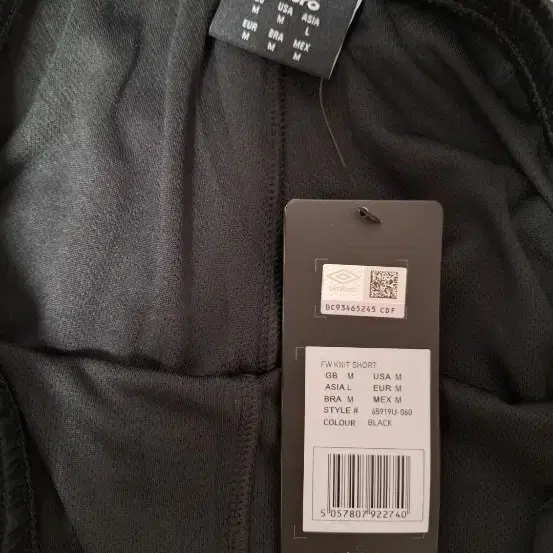 USA ASIA
M M L
EUR BRA MEX
M M M
umbro
BC93465245 CDF
FW KNIT SHORT
GB M USA M
ASIA L EUR M
BRA M MEX M
STYLE # 65919U-060
COLOUR BLACK
5 057807 922740